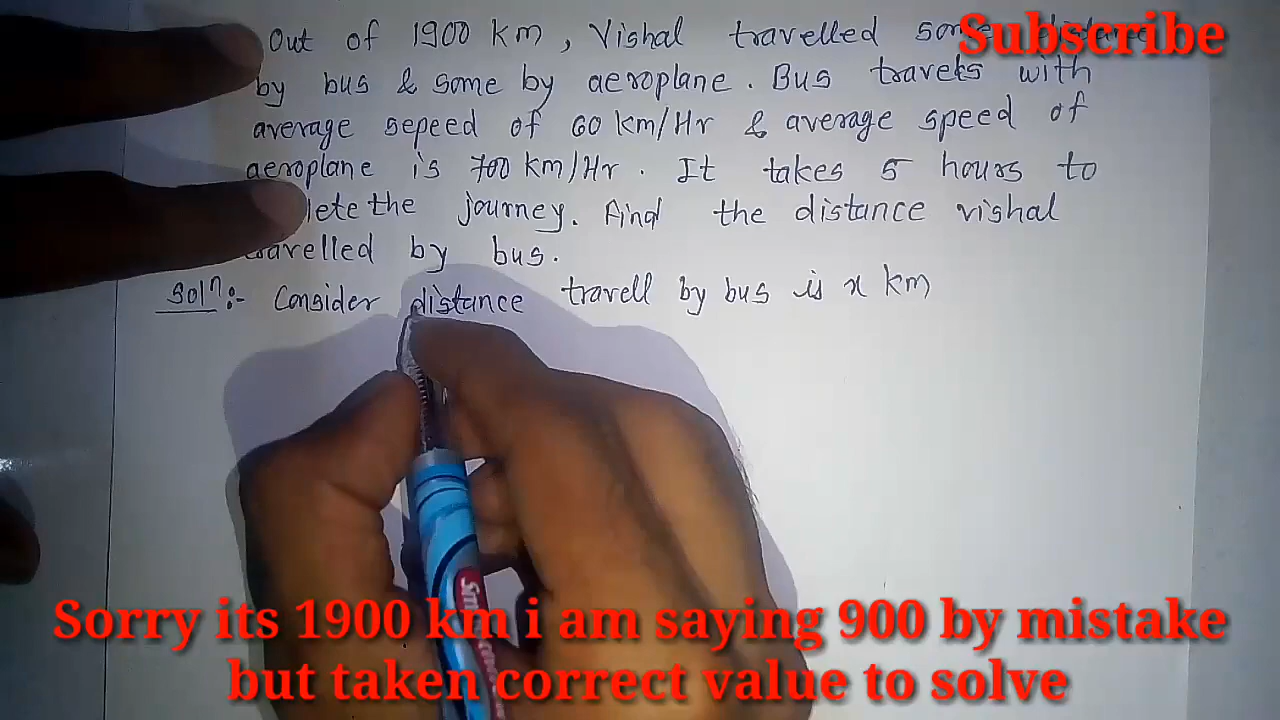 Out of 1900 km, Vishal travelled some
Subscribe
by bus & some by aeroplane. Bus travels with
average sepeed of 60 km/Hr & average speed of
aeroplane is 700 km/Hr. It takes 5 hours to
lete the journey. Find the distance vishal
travelled by bus.
Solⁿ:- Consider distance travell by bus is x km
Sorry its 1900 km i am saying 900 by mistake
but taken correct value to solve